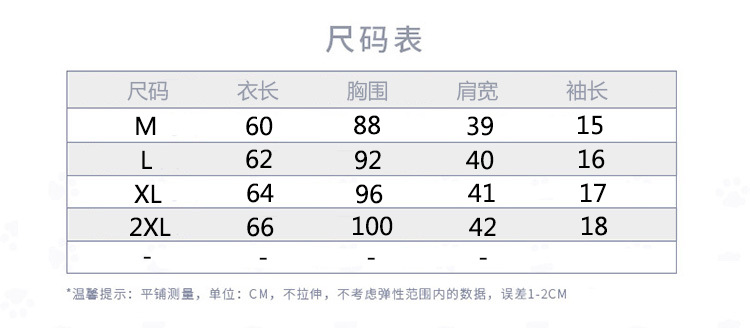 尺码表
尺码 衣长 胸围 肩宽 袖长
M 60 88 39 15
L 62 92 40 16
XL 64 96 41 17
2XL 66 100 42 18
- - - -
*温馨提示：平铺测量，单位：CM，不拉伸，不考虑弹性范围内的数据，误差1-2CM